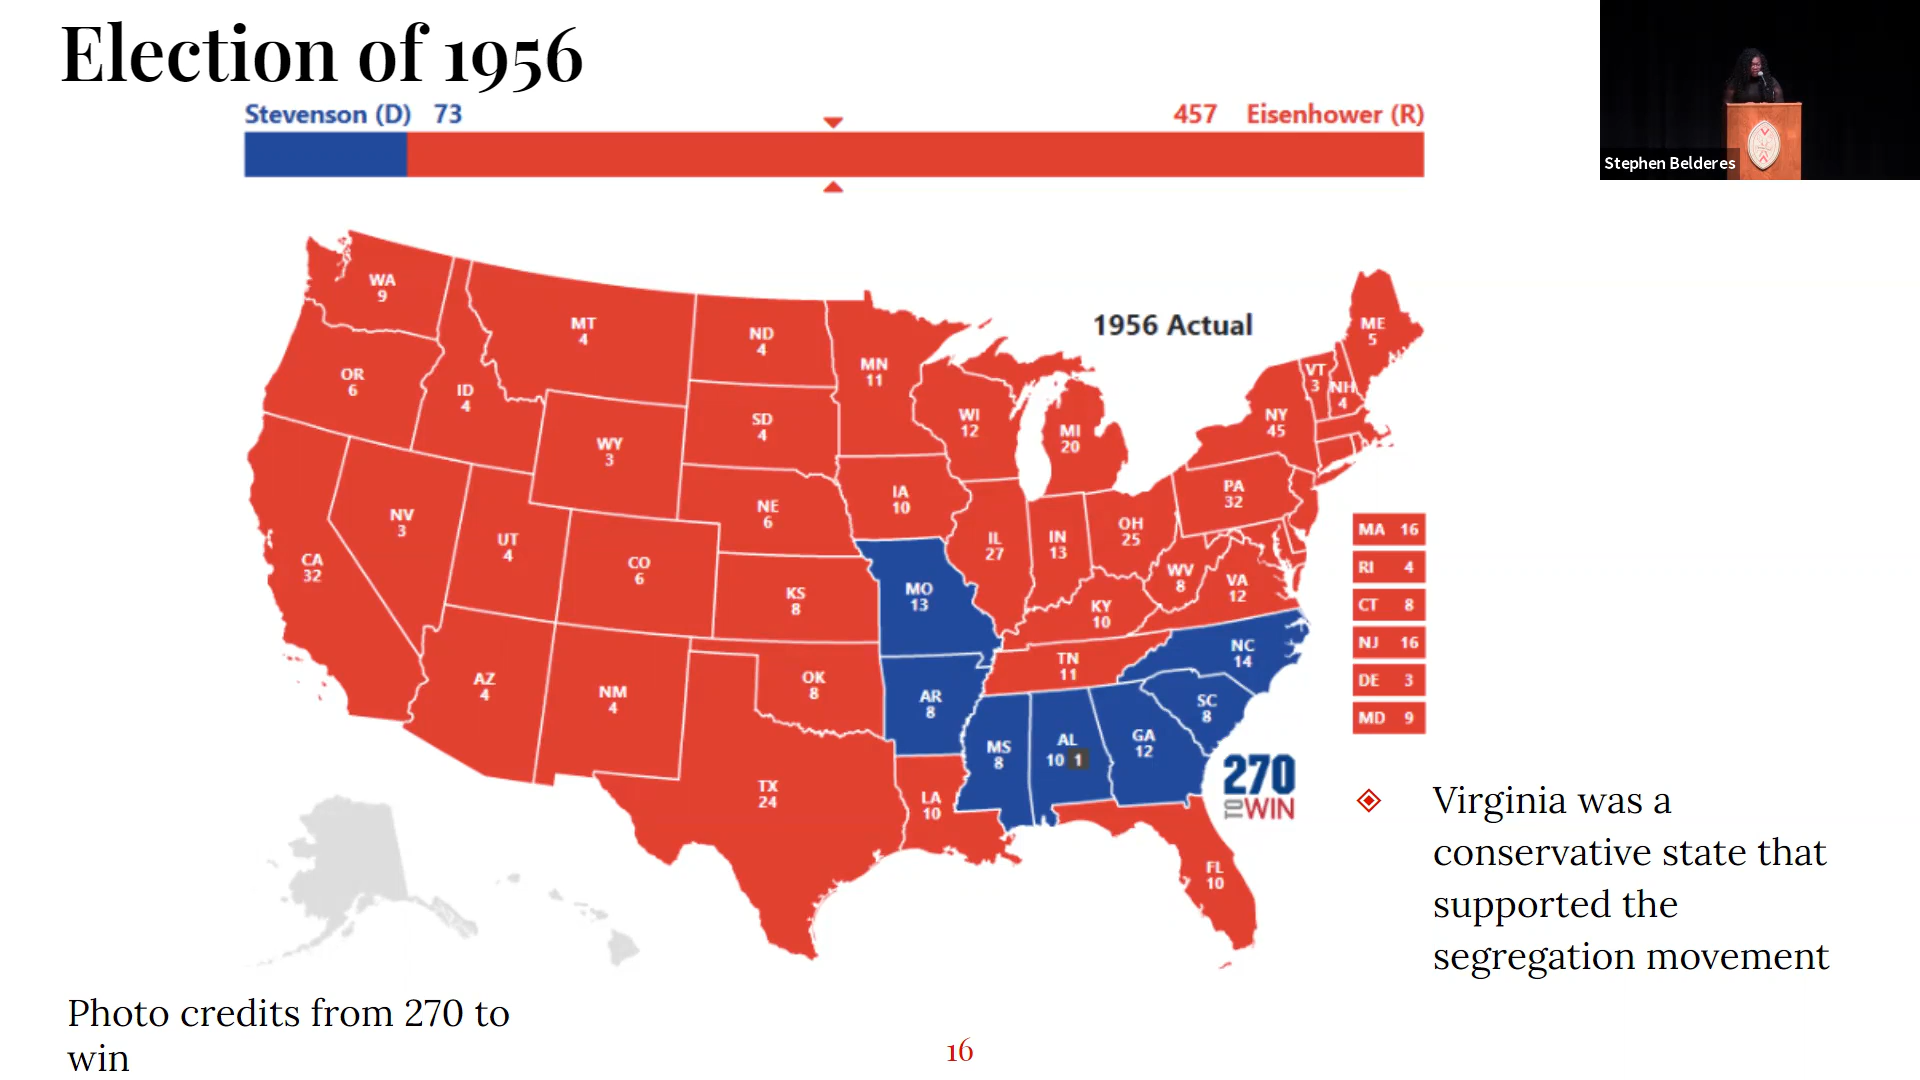 Election of 1956
Stevenson (D) 73
457 Eisenhower (R)
Stephen Belderes
1956 Actual
WA
9
MT
4
ND
4
MN
11
ME
5
OR
6
ID
4
VT
3
NH
4
SD
4
WI
12
MI
20
NY
45
WY
3
IA
10
PA
32
NE
6
NV
3
UT
4
IL
27
IN
13
OH
25
MA 16
CA
32
CO
6
KS
8
MO
13
WV
8
VA
12
RI 4
KY
10
CT 8
NC
14
NJ 16
TN
11
AZ
4
NM
4
OK
8
AR
8
SC
8
DE 3
MD 9
MS
8
AL
10 1
GA
12
TX
24
LA
10
FL
10
270
TO WIN
Virginia was a
conservative state that
supported the
segregation movement
Photo credits from 270 to
win
16